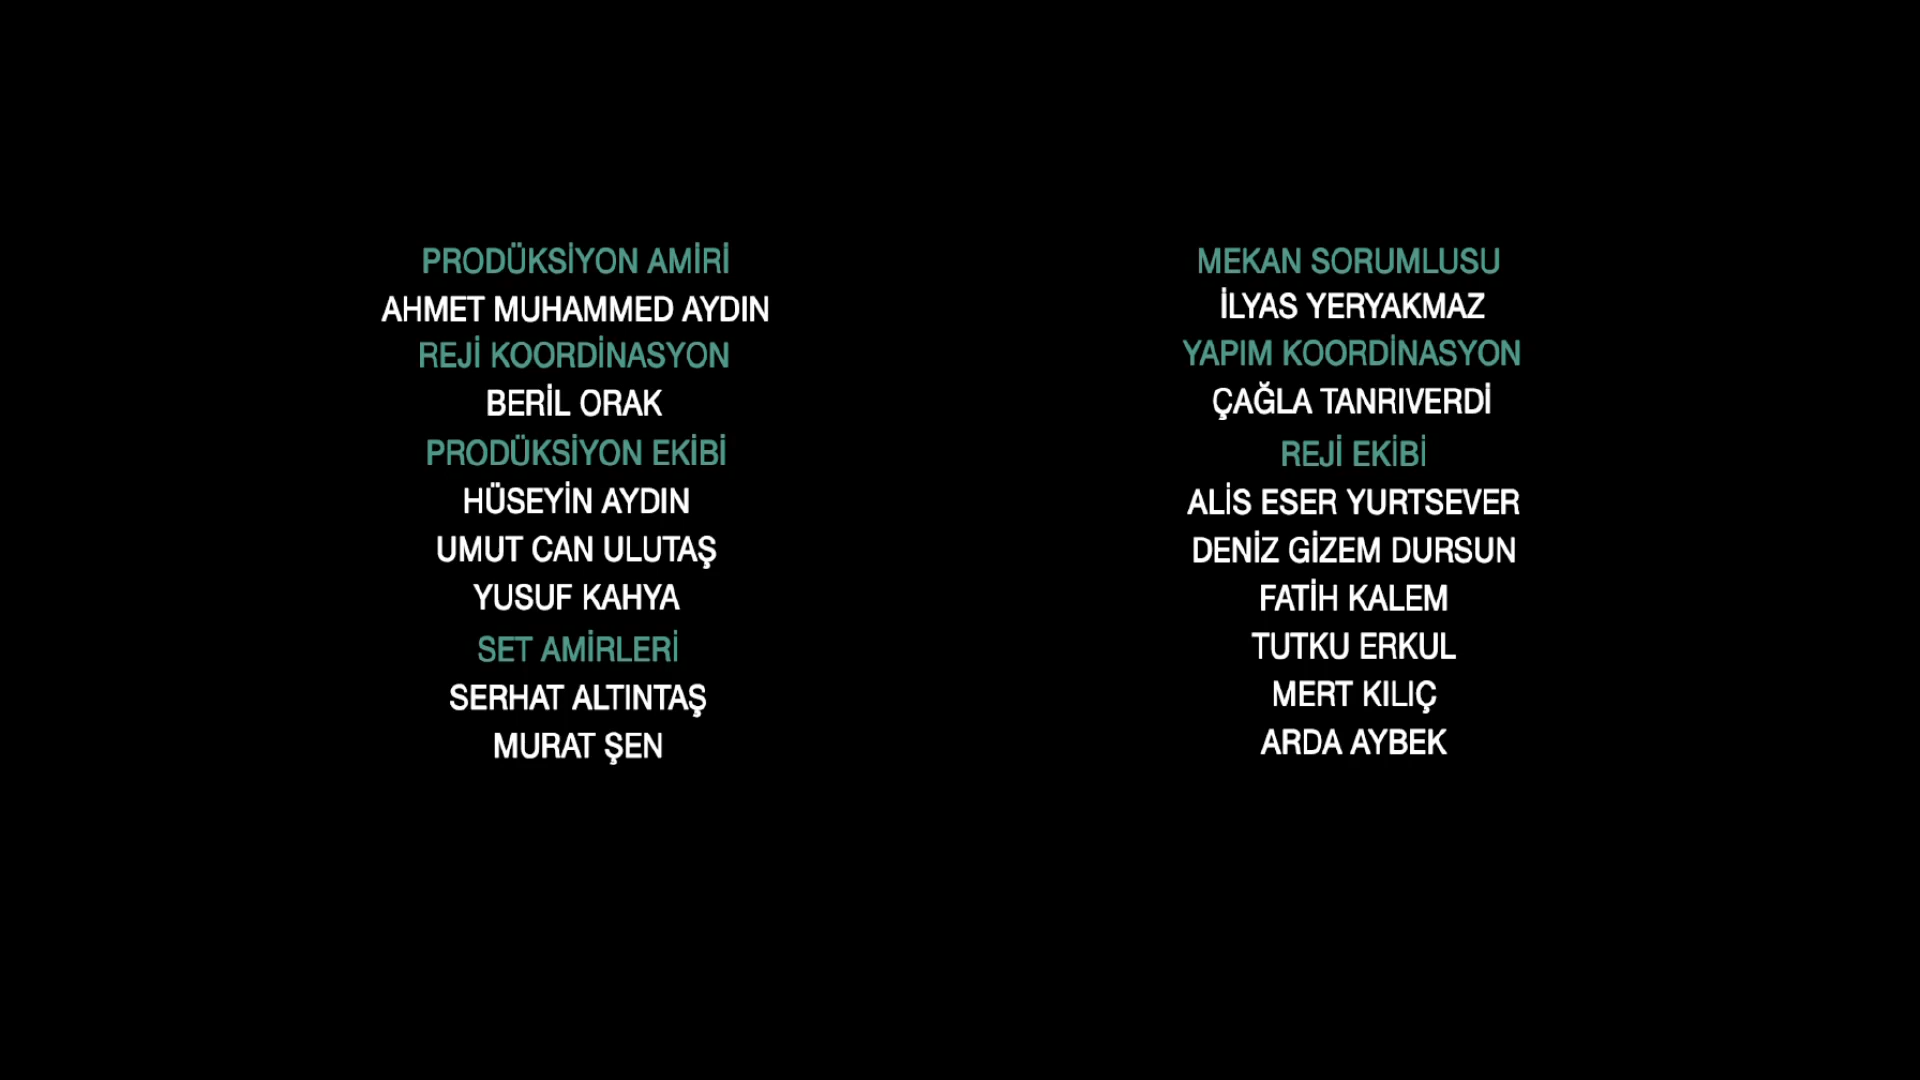 PRODÜKSİYON AMİRİ
AHMET MUHAMMED AYDIN
REJİ KOORDİNASYON
BERİL ORAK
PRODÜKSİYON EKİBİ
HÜSEYİN AYDIN
UMUT CAN ULUTAŞ
YUSUF KAHYA
SET AMİRLERİ
SERHAT ALTINTAŞ
MURAT ŞEN
MEKAN SORUMLUSU
İLYAS YERYAKMAZ
YAPIM KOORDİNASYON
ÇAĞLA TANRIVERDİ
REJİ EKİBİ
ALİS ESER YURTSEVER
DENİZ GİZEM DURSUN
FATİH KALEM
TUTKU ERKUL
MERT KILIÇ
ARDA AYBEK